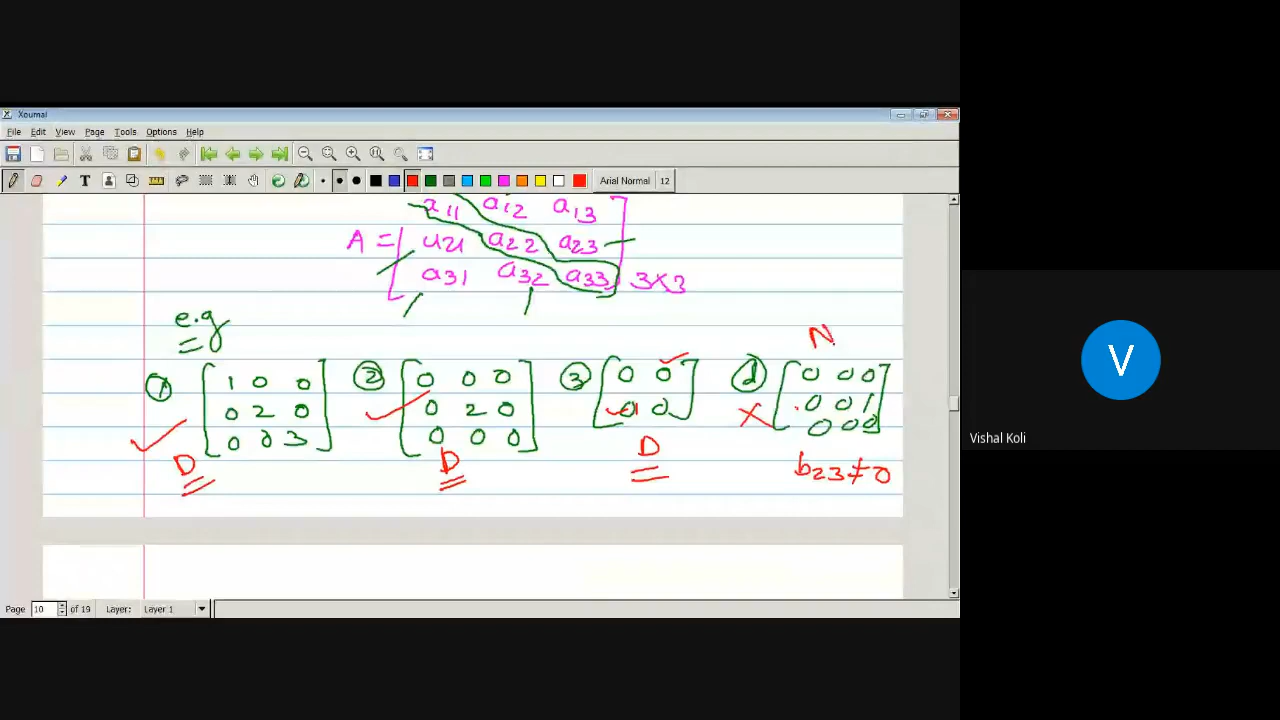 Xournal
File Edit View Page Tools Options Help
T Arial Normal 12
a11 a12 a13
A = a21 a22 a23
a31 a32 a33 3×3
e.g
N
① 1 0 0 ② 0 0 0 ③ 0 0 ④ 0 0 0
0 2 0 0 2 0 0 0 0 0 1
0 0 3 0 0 0 0 0 0
D D D
b23≠0
Page 10 of 19 Layer: Layer 1
V
Vishal Koli